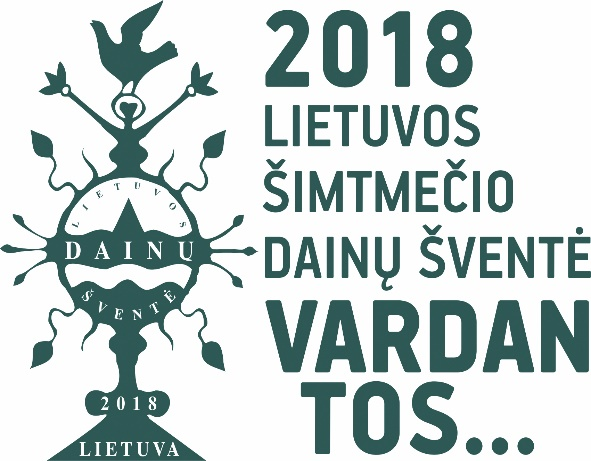 LIETUVOS
DAINŲ
ŠVENTĖ
2018
LIETUVA
2018
LIETUVOS
ŠIMTMEČIO
DAINŲ ŠVENTĖ
VARDAN
TOS...